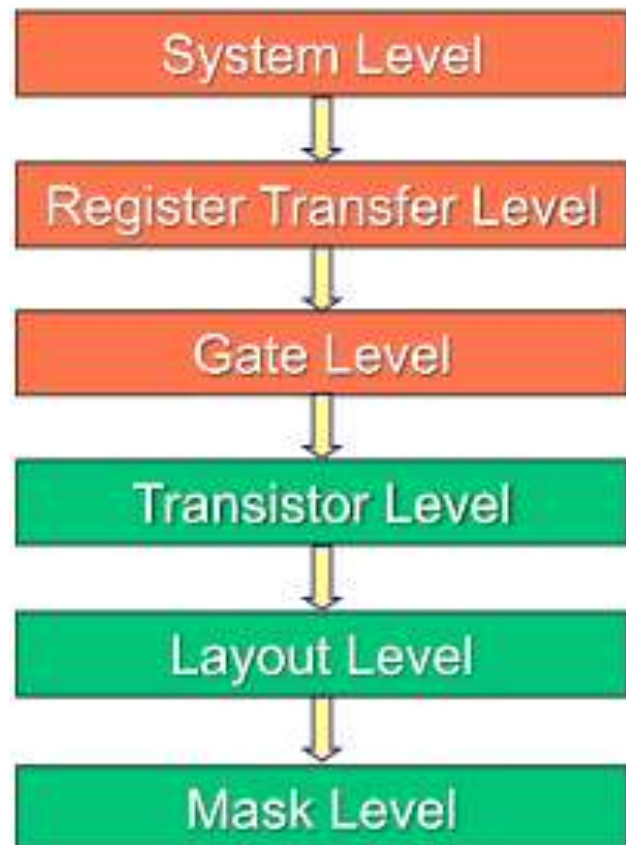 System Level
Register Transfer Level
Gate Level
Transistor Level
Layout Level
Mask Level